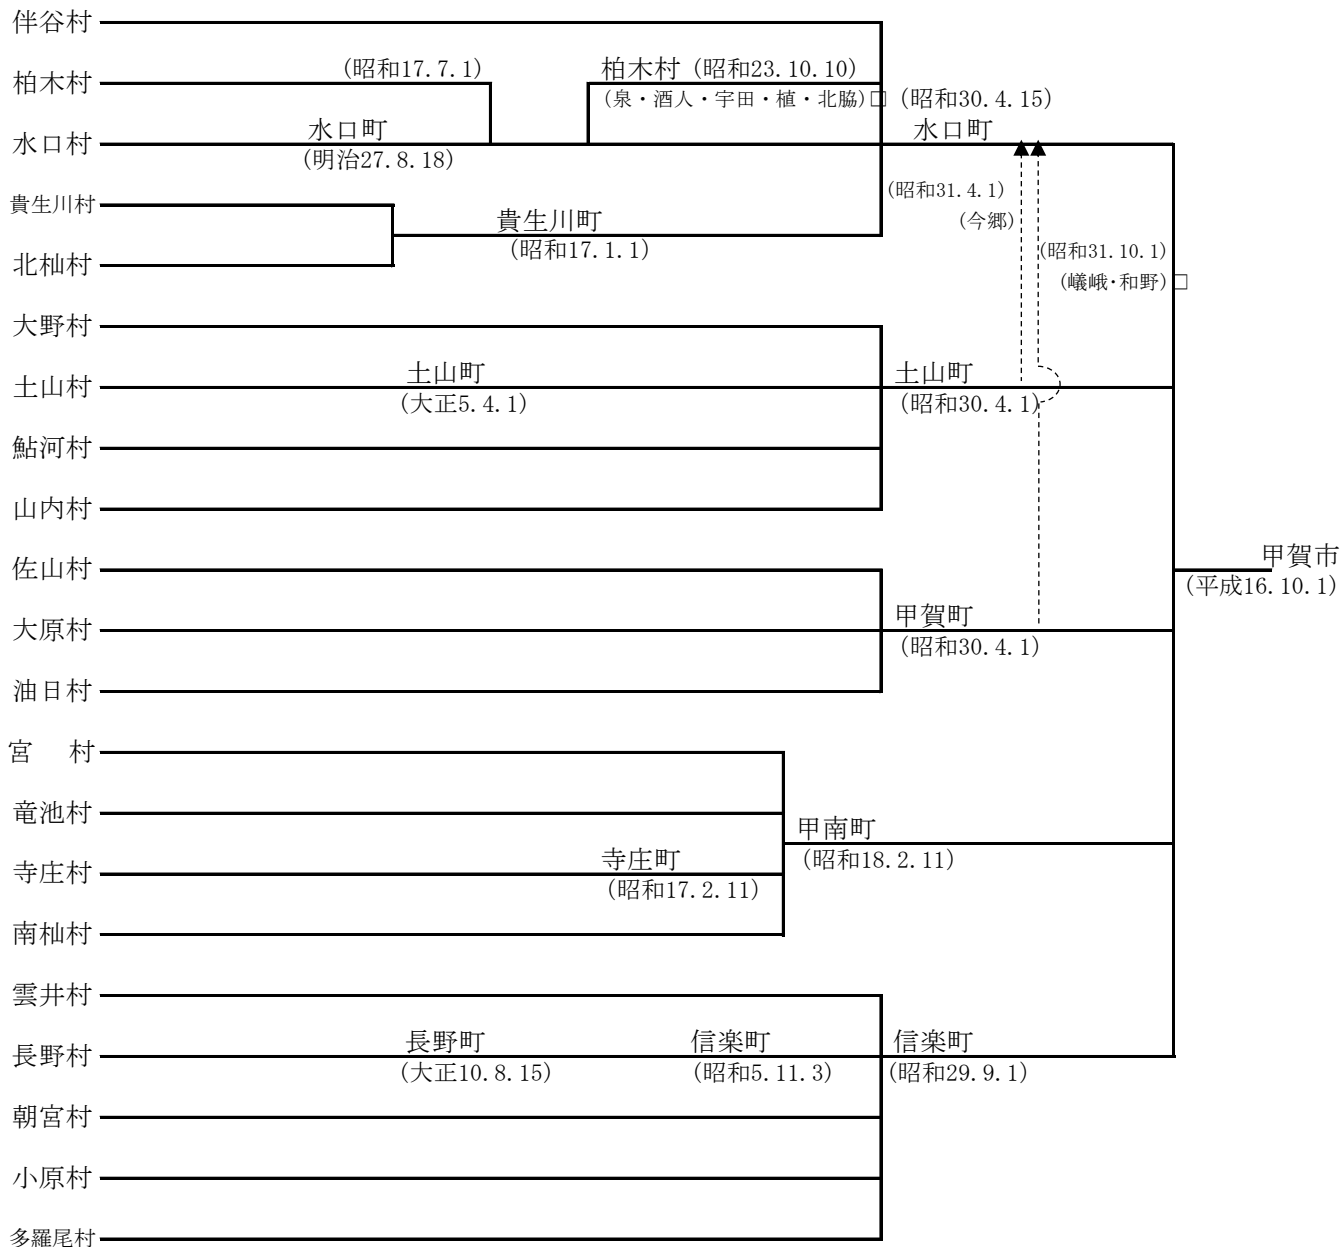 伴谷村
柏木村
(昭和17.7.1)
柏木村 (昭和23.10.10)
(泉・酒人・宇田・植・北脇)□
(昭和30.4.15)
水口村
水口町
(明治27.8.18)
水口町
貴生川村
(昭和31.4.1)
(今郷)
貴生川町
(昭和17.1.1)
(昭和31.10.1)
(嶬峨・和野)□
北杣村
大野村
土山村
土山町
(大正5.4.1)
土山町
(昭和30.4.1)
鮎河村
山内村
佐山村
甲賀市
(平成16.10.1)
大原村
甲賀町
(昭和30.4.1)
油日村
宮 村
竜池村
甲南町
(昭和18.2.11)
寺庄村
寺庄町
(昭和17.2.11)
南杣村
雲井村
長野村
長野町
(大正10.8.15)
信楽町
(昭和5.11.3)
信楽町
(昭和29.9.1)
朝宮村
小原村
多羅尾村